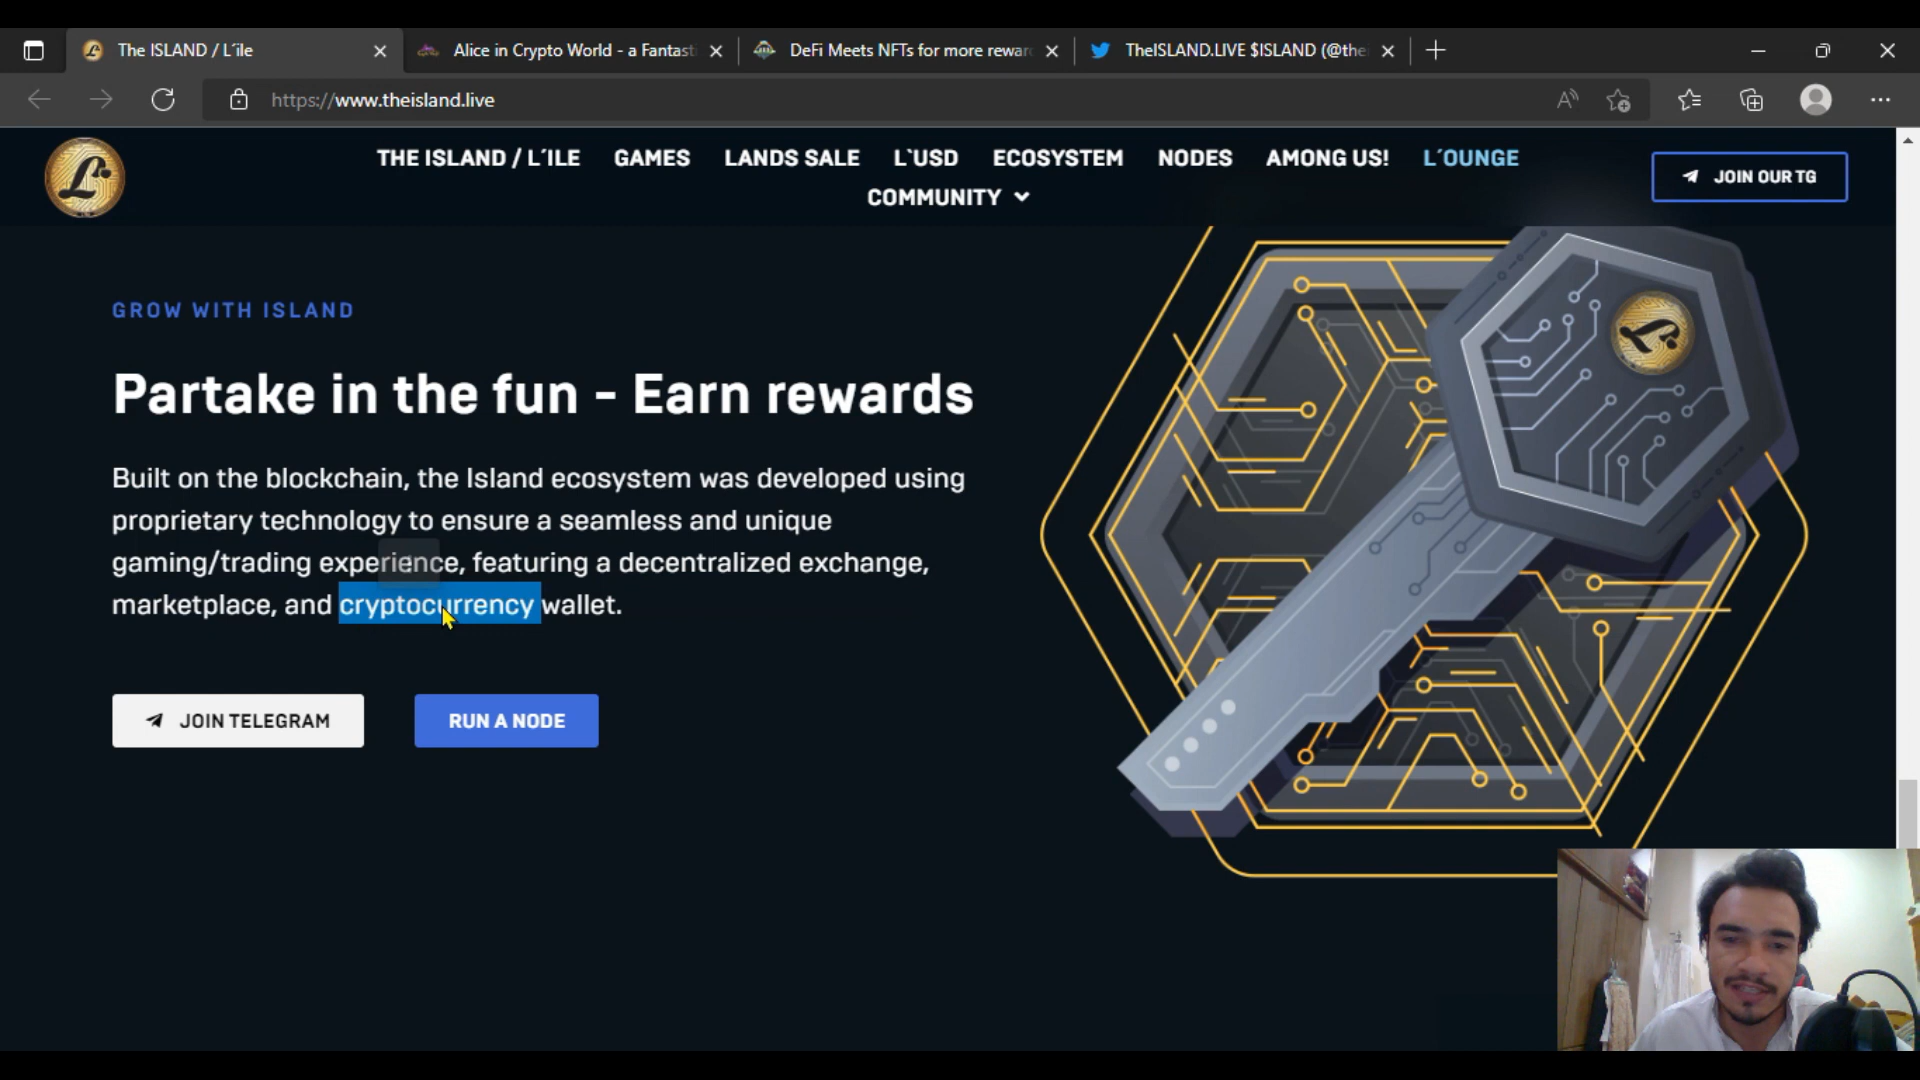 The ISLAND / L´ile
Alice in Crypto World - a Fantast
DeFi Meets NFTs for more rewar
TheISLAND.LIVE $ISLAND (@the
https://www.theisland.live
THE ISLAND / L´ILE
GAMES
LANDS SALE
L`USD
ECOSYSTEM
NODES
AMONG US!
L´OUNGE
COMMUNITY
JOIN OUR TG
GROW WITH ISLAND
Partake in the fun - Earn rewards
Built on the blockchain, the Island ecosystem was developed using
proprietary technology to ensure a seamless and unique
gaming/trading experience, featuring a decentralized exchange,
marketplace, and cryptocurrency wallet.
JOIN TELEGRAM
RUN A NODE